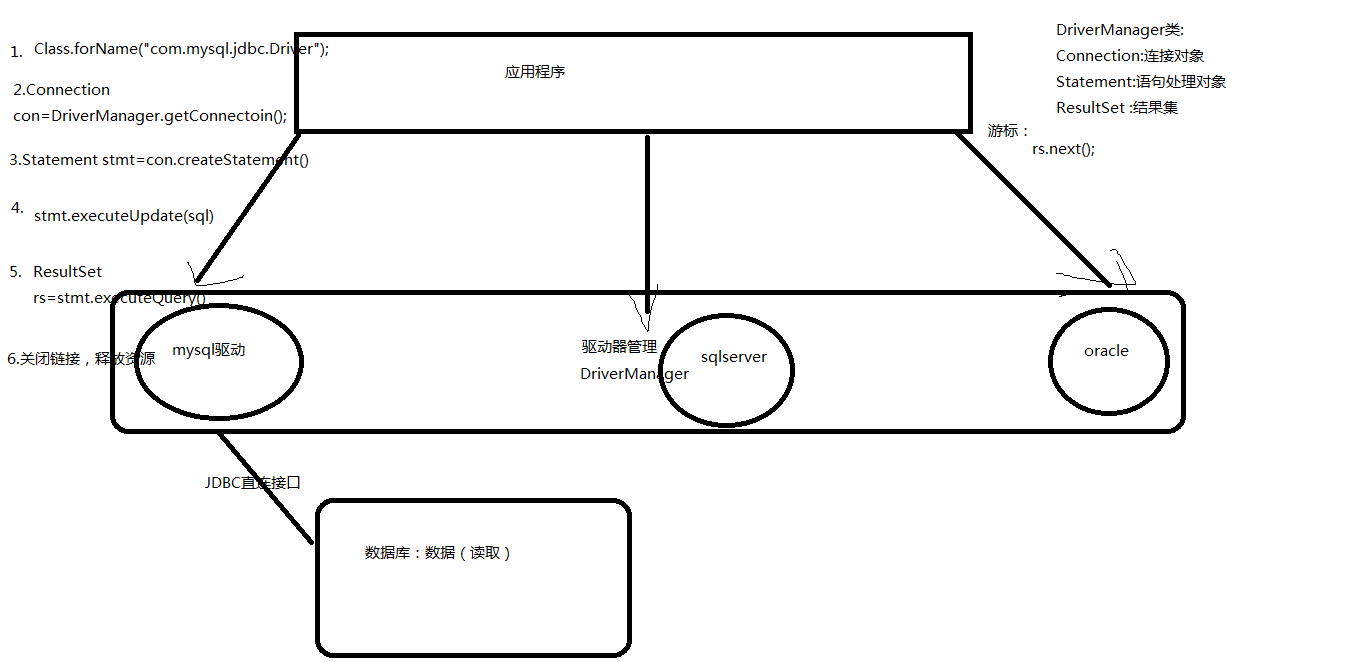 1. Class.forName("com.mysql.jdbc.Driver");
2.Connection
con=DriverManager.getConnectoin();
3.Statement stmt=con.createStatement()
4. stmt.executeUpdate(sql)
5. ResultSet
rs=stmt.executeQuery()
6.关闭链接，释放资源
应用程序
DriverManager类:
Connection:连接对象
Statement:语句处理对象
ResultSet :结果集
游标：
rs.next();
mysql驱动
驱动器管理
DriverManager
sqlserver
oracle
JDBC直连接口
数据库：数据（读取）